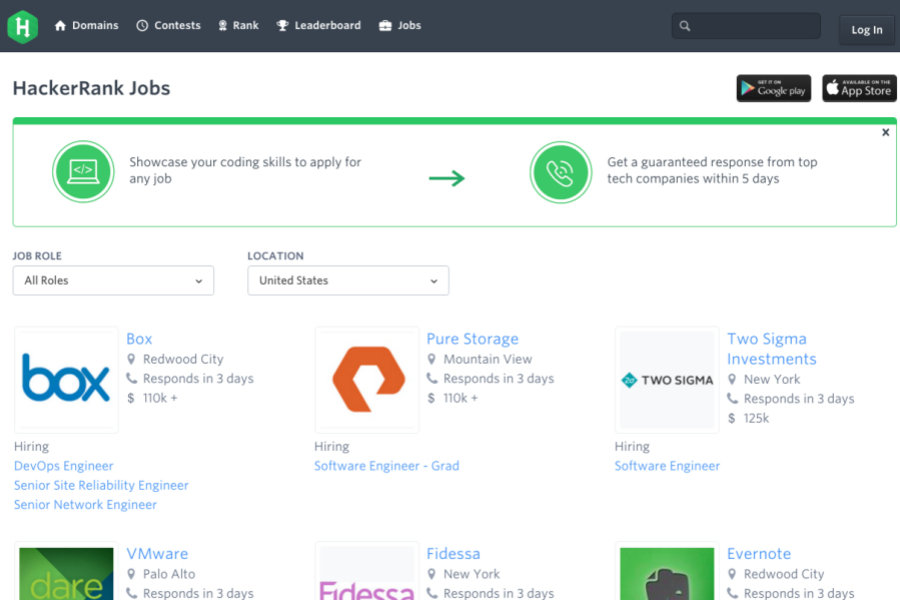 H Domains Contests Rank Leaderboard Jobs Log In
HackerRank Jobs
GET IT ON
Google play
AVAILABLE ON THE
App Store
x
</>
Showcase your coding skills to apply for
any job
Get a guaranteed response from top
tech companies within 5 days
JOB ROLE
All Roles
LOCATION
United States
box
Box
Redwood City
Responds in 3 days
$ 110k +
Hiring
DevOps Engineer
Senior Site Reliability Engineer
Senior Network Engineer
Pure Storage
Mountain View
Responds in 3 days
$ 110k +
Hiring
Software Engineer - Grad
2σ TWO SIGMA
Two Sigma
Investments
New York
Responds in 3 days
$ 125k
Hiring
Software Engineer
dare
VMware
Palo Alto
Responds in 3 days
Fidessa
Fidessa
New York
Responds in 3 days
Evernote
Redwood City
Responds in 3 days